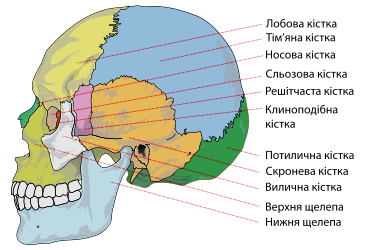 Лобова кістка
Тім’яна кістка
Носова кістка
Сльозова кістка
Решітчаста кістка
Клиноподібна
кістка
Потилична кістка
Скронева кістка
Вилична кістка
Верхня щелепа
Нижня щелепа